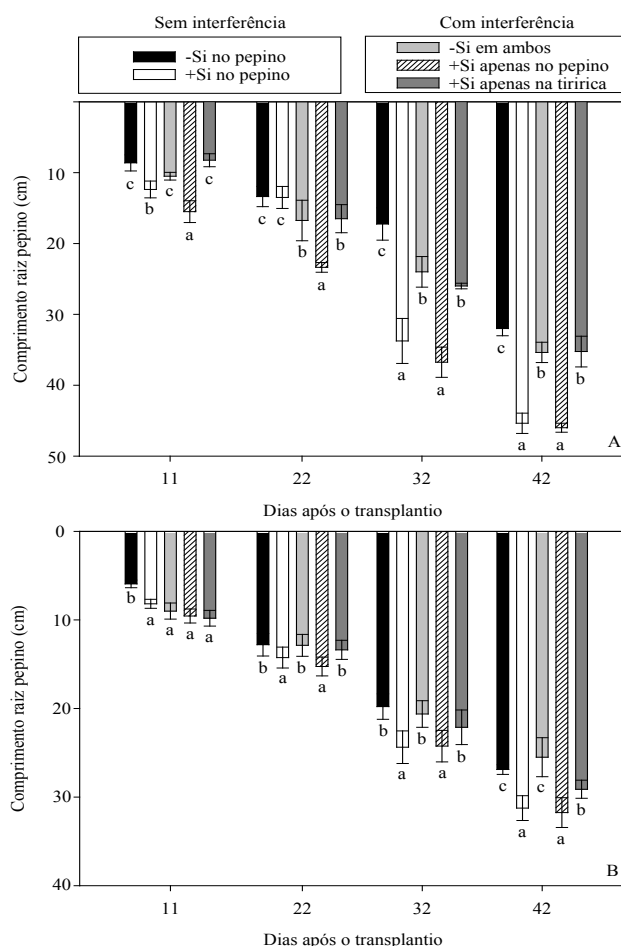 Sem interferência
Com interferência
-Si no pepino
+Si no pepino
-Si em ambos
+Si apenas no pepino
+Si apenas na tiririca
Comprimento raiz pepino (cm)
10
20
30
40
50
c b c a c
c c b a b
c a b a b
c a b a b
A
11 22 32 42
Dias após o transplantio
Comprimento raiz pepino (cm)
0
10
20
30
40
b a a a a
b a b a b
b a b a b
c a c a b
B
11 22 32 42
Dias após o transplantio